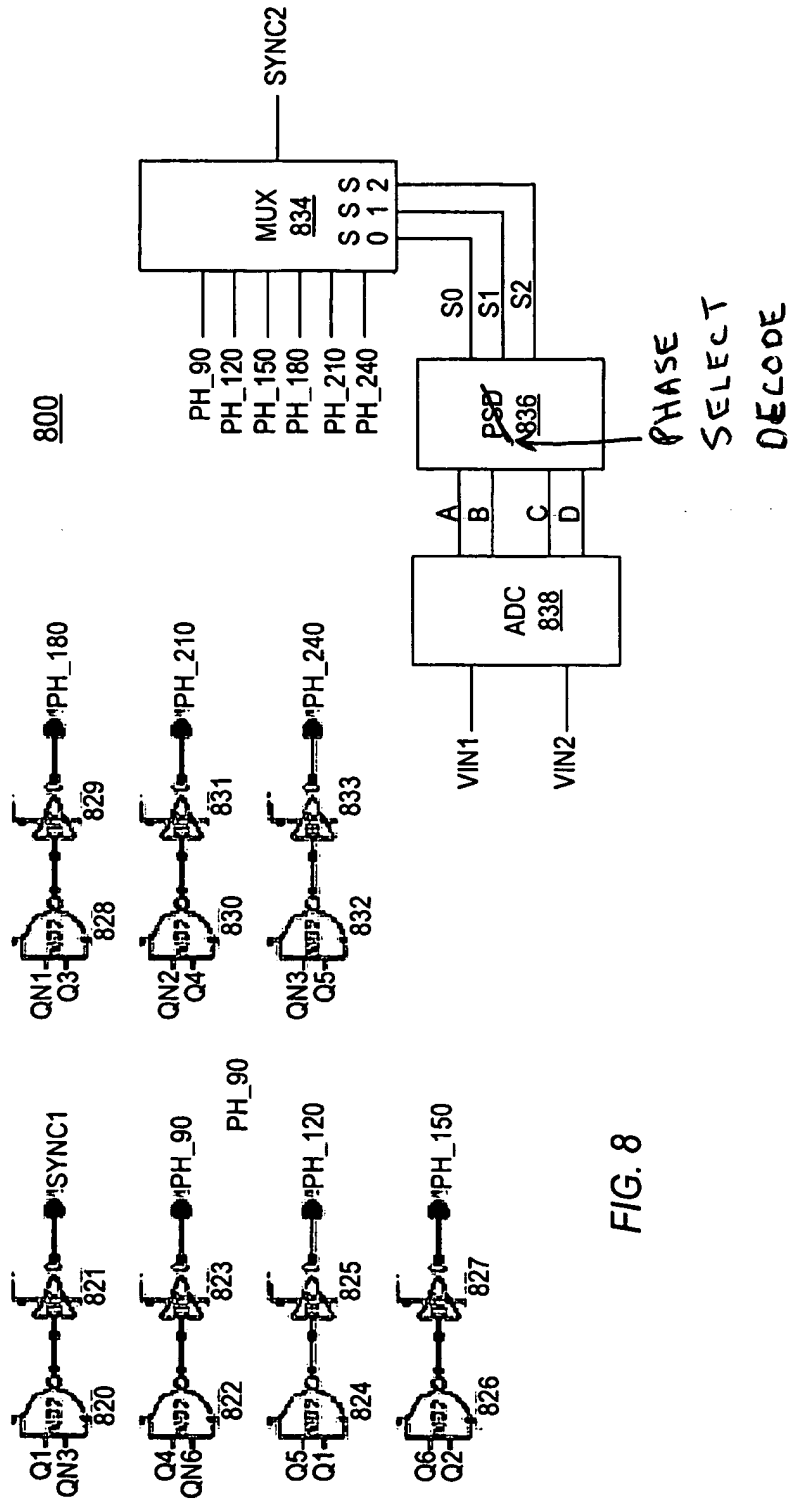 800
Q1
QN3
820
821
SYNC1
Q4
QN6
822
823
PH_90
PH_90
Q5
Q1
824
825
PH_120
Q6
Q2
826
827
PH_150
QN1
Q3
828
829
PH_180
QN2
Q4
830
831
PH_210
QN3
Q5
832
833
PH_240
PH_90
PH_120
PH_150
PH_180
PH_210
PH_240
MUX
834
S S S
0 1 2
SYNC2
S0
S1
S2
PSD
836
PHASE
SELECT
DECODE
A
B
C
D
ADC
838
VIN1
VIN2
FIG. 8